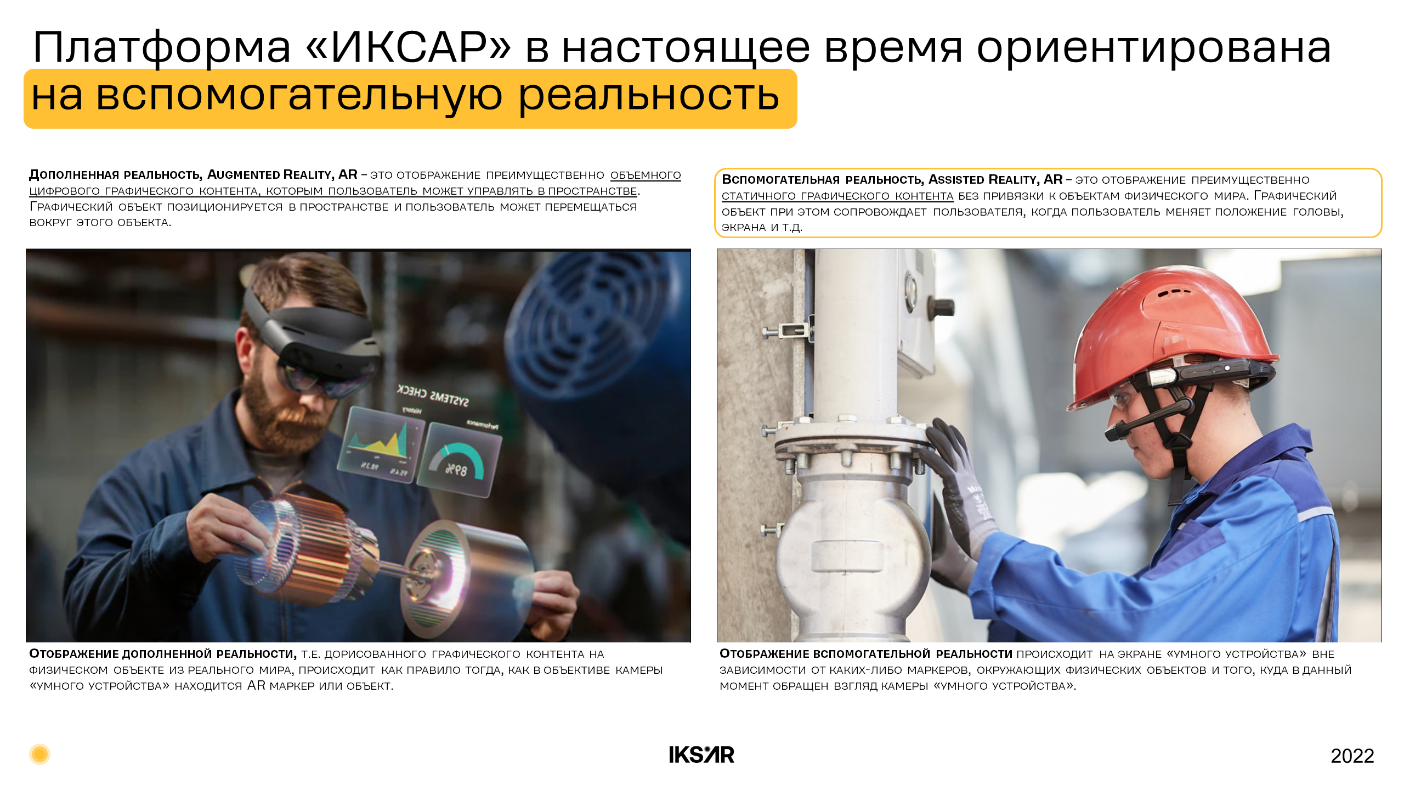 Платформа «ИКСАР» в настоящее время ориентирована
на вспомогательную реальность
Дополненная реальность, Augmented Reality, AR – это отображение преимущественно объемного
цифрового графического контента, которым пользователь может управлять в пространстве.
Графический объект позиционируется в пространстве и пользователь может перемещаться
вокруг этого объекта.
Вспомогательная реальность, Assisted Reality, AR – это отображение преимущественно
статичного графического контента без привязки к объектам физического мира. Графический
объект при этом сопровождает пользователя, когда пользователь меняет положение головы,
экрана и т.д.
SYSTEMS CHECK
History
Performance
98.3%
95.4%
89%
Отображение дополненной реальности, т.е. дорисованного графического контента на
физическом объекте из реального мира, происходит как правило тогда, как в объективе камеры
«умного устройства» находится AR маркер или объект.
Отображение вспомогательной реальности происходит на экране «умного устройства» вне
зависимости от каких-либо маркеров, окружающих физических объектов и того, куда в данный
момент обращен взгляд камеры «умного устройства».
IKSAR
2022